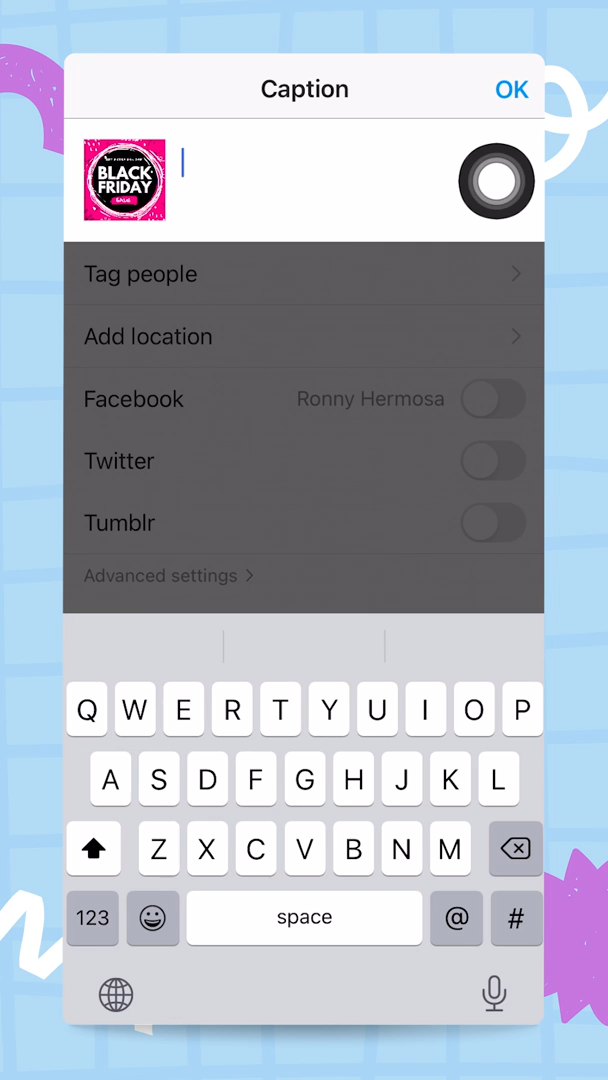 Caption
OK
BLACK
FRIDAY
SALE
Tag people
Add location
Facebook Ronny Hermosa
Twitter
Tumblr
Advanced settings
Q W E R T Y U I O P
A S D F G H J K L
Z X C V B N M
123 space @ #